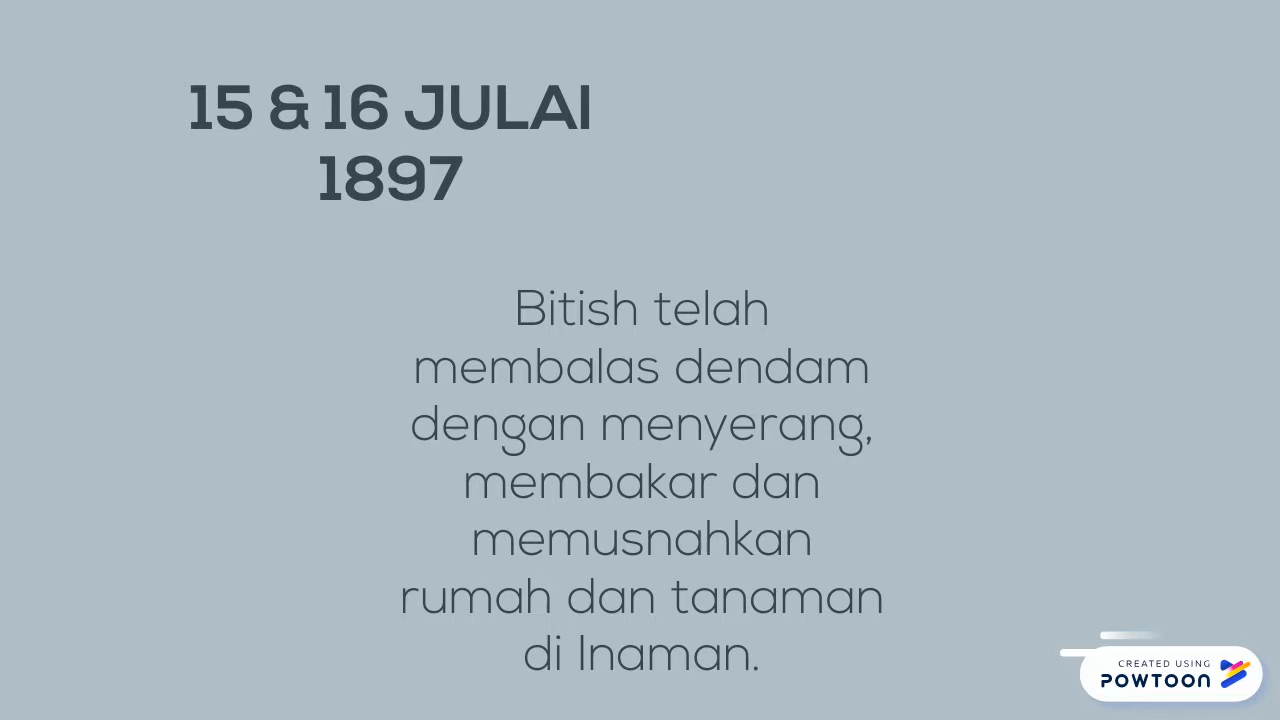 15 & 16 JULAI
1897
Bitish telah
membalas dendam
dengan menyerang,
membakar dan
memusnahkan
rumah dan tanaman
di Inaman.
CREATED USING
POWTOON